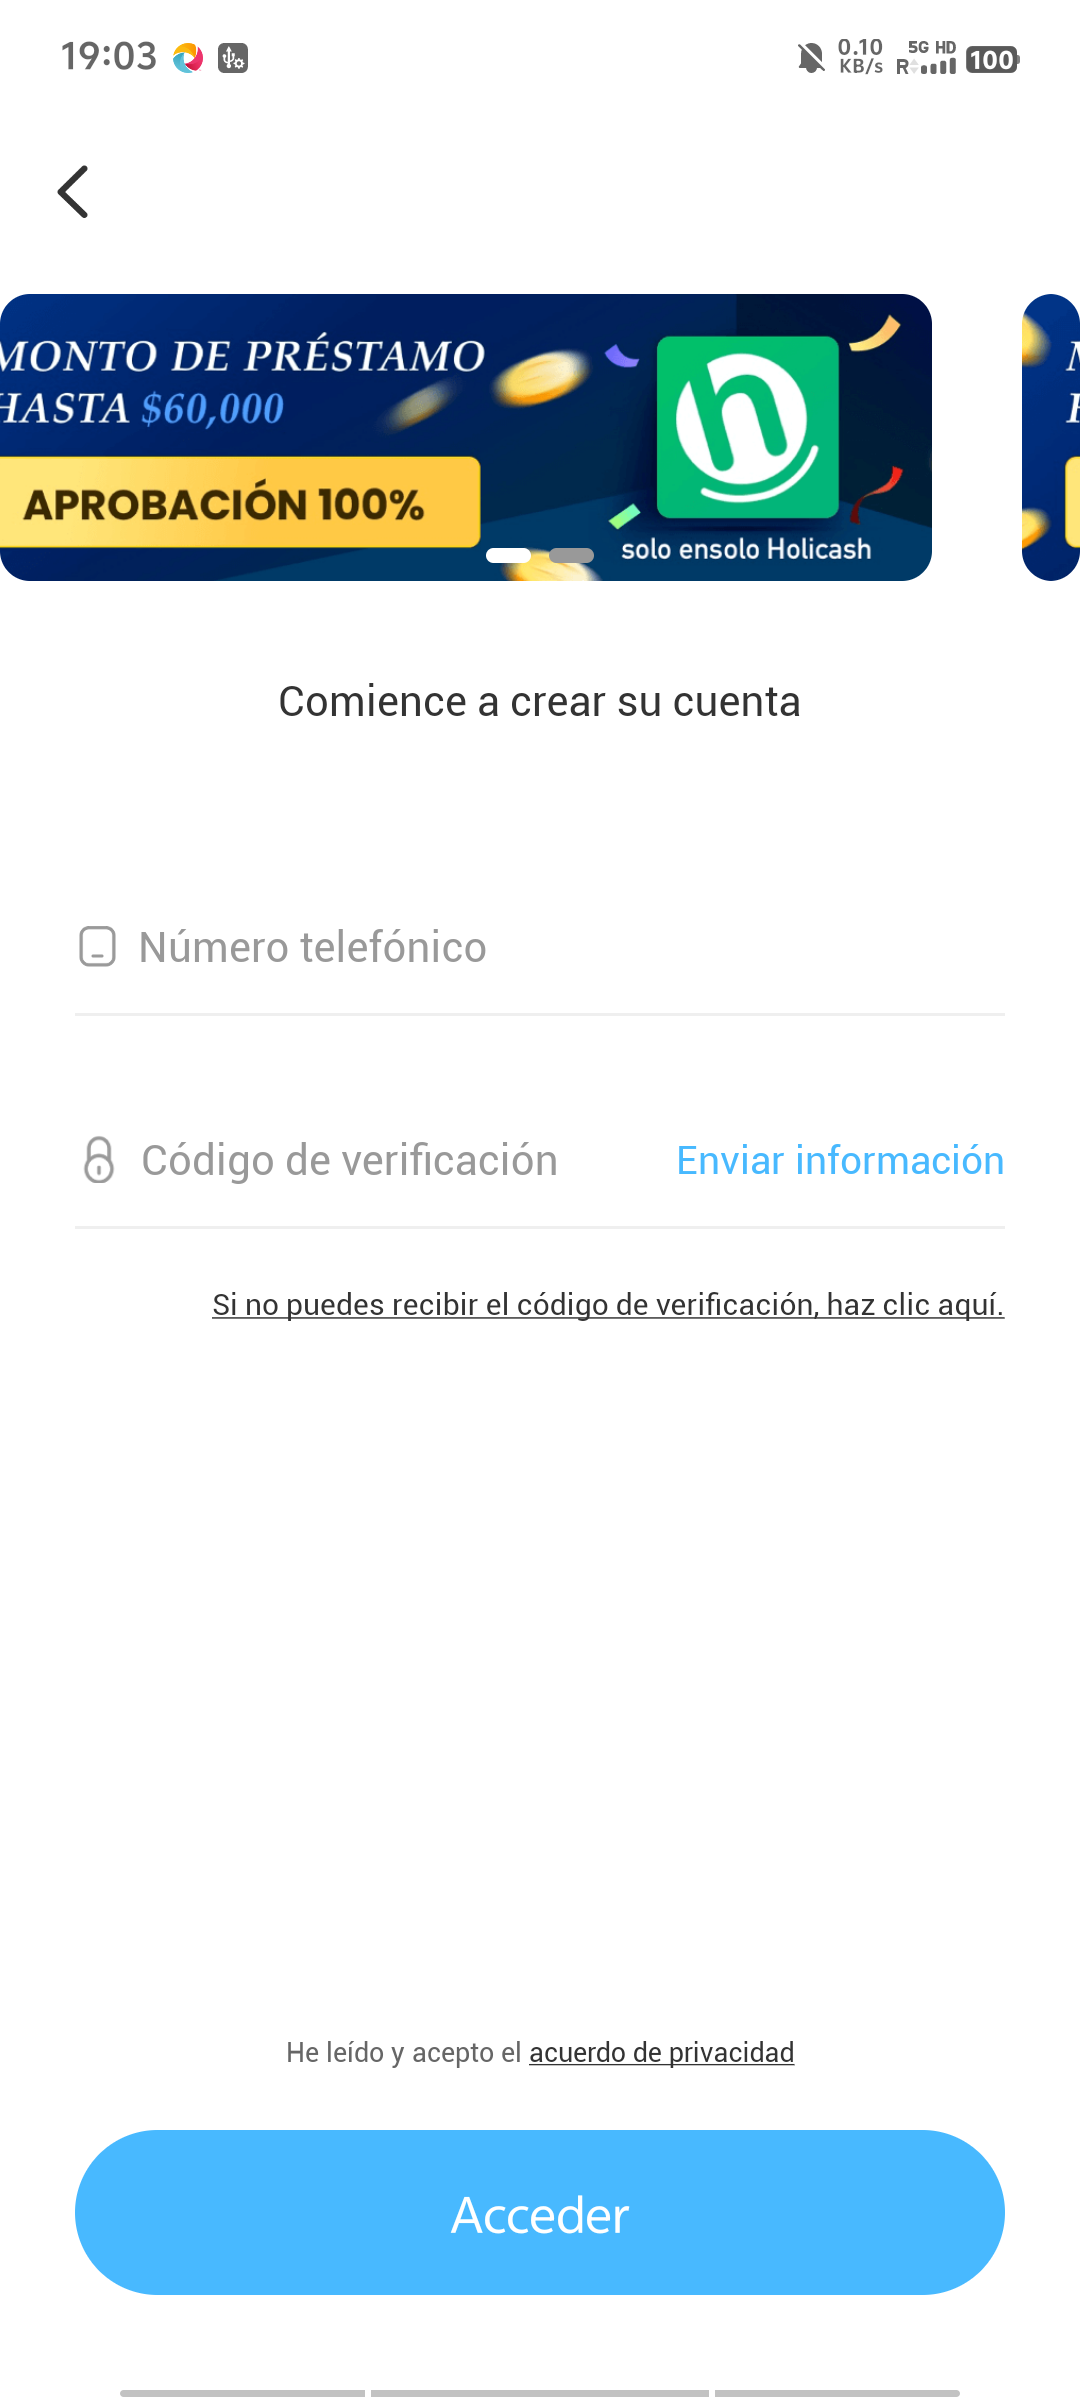 19:03
0.10 KB/s
5G HD
R
100
MONTO DE PRÉSTAMO
HASTA $60,000
APROBACIÓN 100%
solo ensolo Holicash
Comience a crear su cuenta
Número telefónico
Código de verificación
Enviar información
Si no puedes recibir el código de verificación, haz clic aquí.
He leído y acepto el acuerdo de privacidad
Acceder